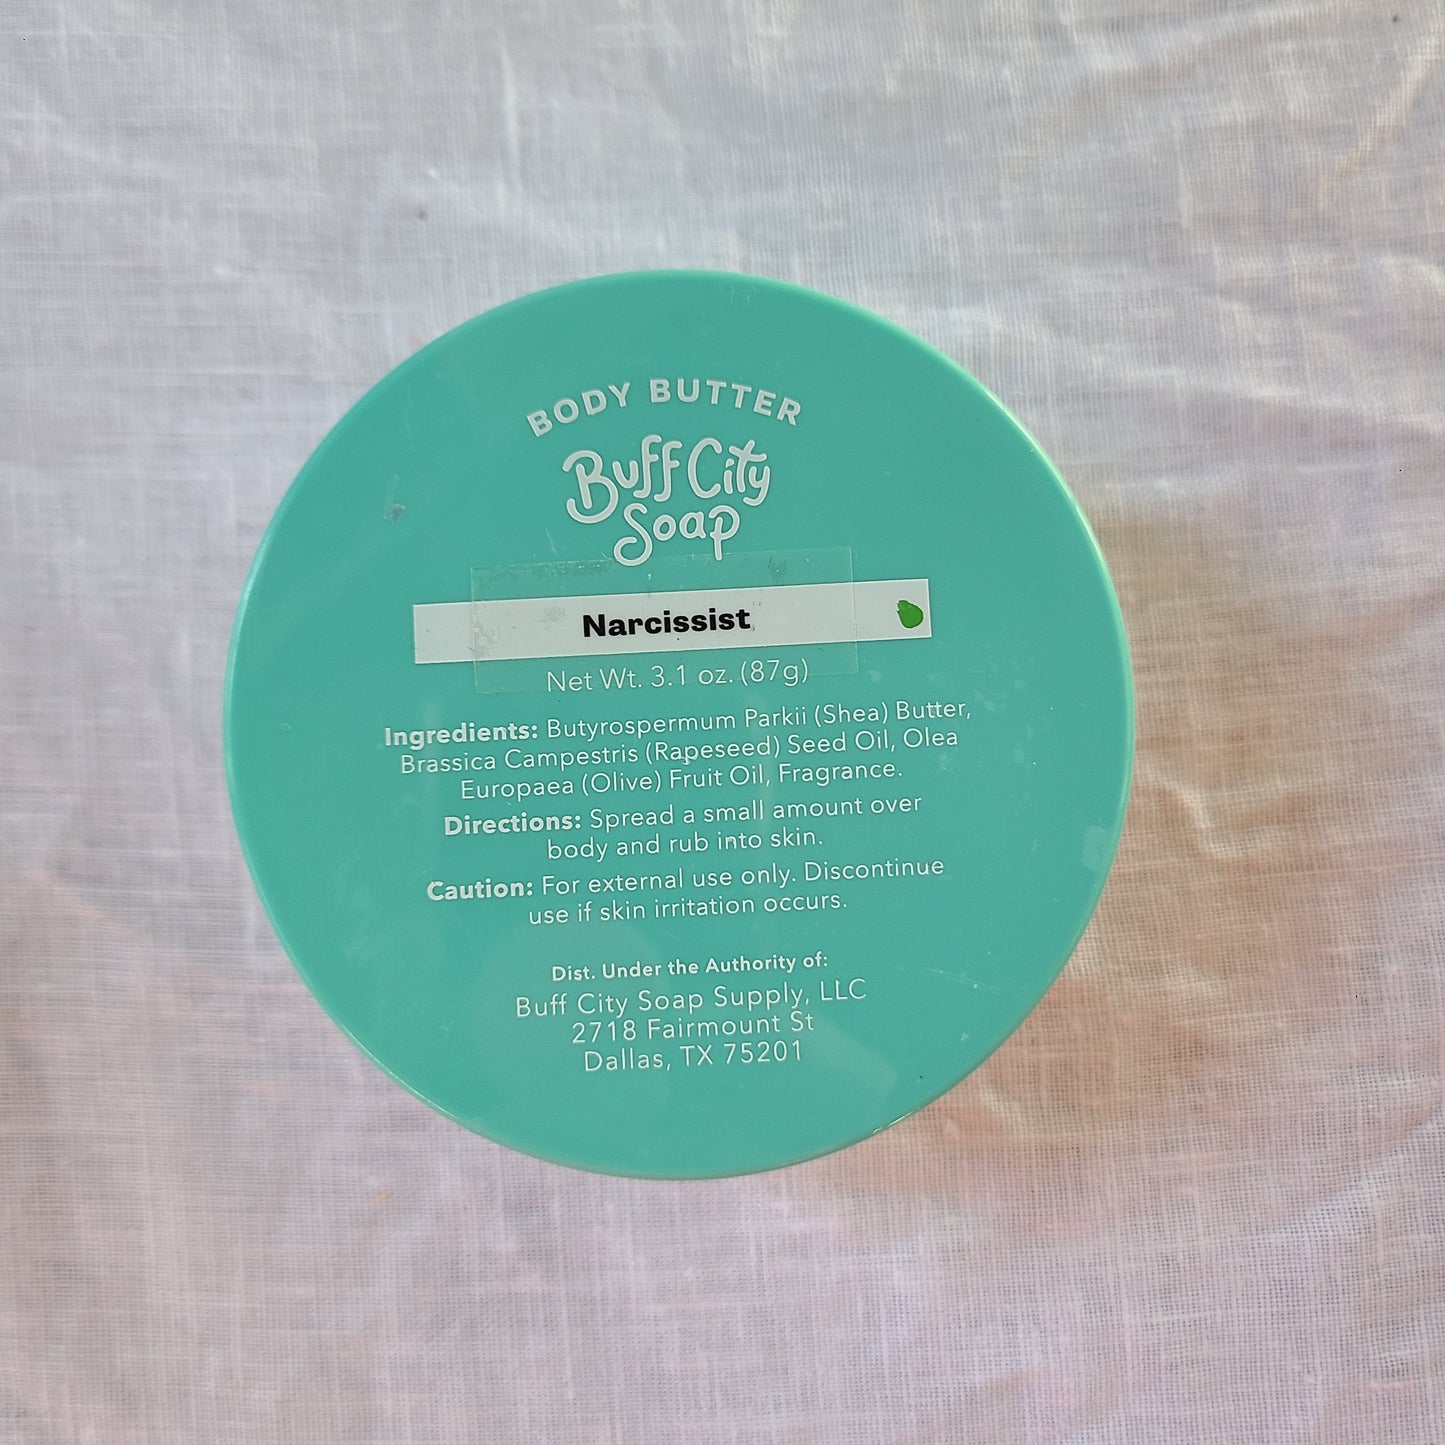 BODY BUTTER
Buff City
Soap
Narcissist
Net Wt. 3.1 oz. (87g)
Ingredients: Butyrospermum Parkii (Shea) Butter,
Brassica Campestris (Rapeseed) Seed Oil, Olea
Europaea (Olive) Fruit Oil, Fragrance.
Directions: Spread a small amount over
body and rub into skin.
Caution: For external use only. Discontinue
use if skin irritation occurs.
Dist. Under the Authority of:
Buff City Soap Supply, LLC
2718 Fairmount St
Dallas, TX 75201